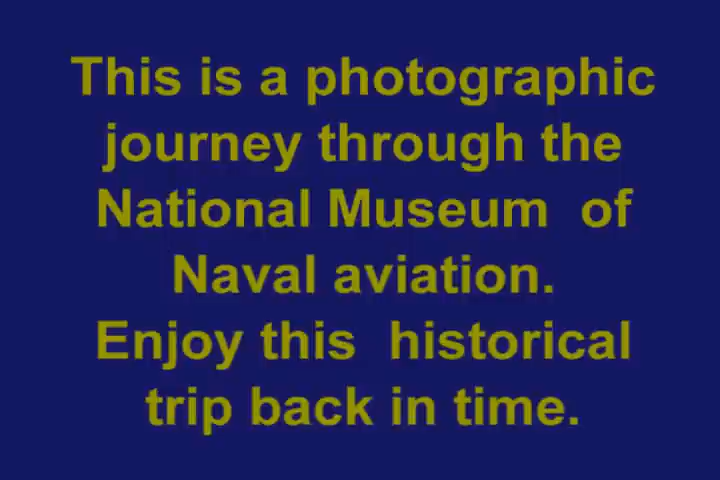 This is a photographic
journey through the
National Museum  of
Naval aviation.
Enjoy this  historical
trip back in time.